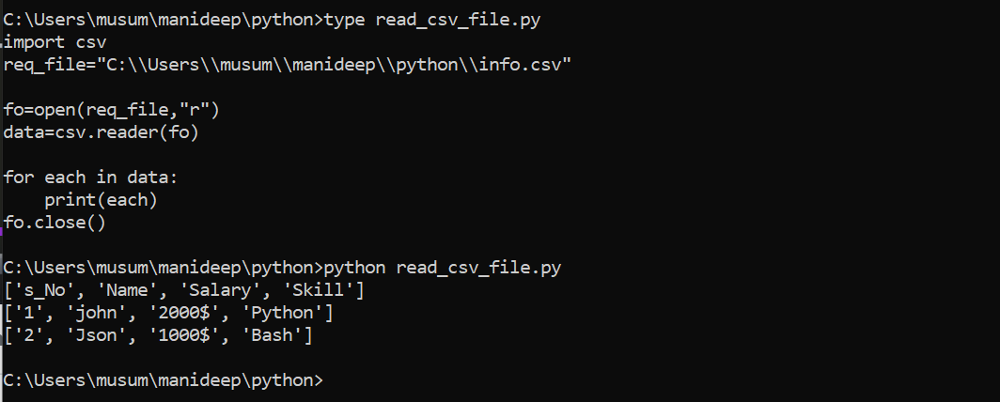 C:\Users\musum\manideep\python>type read_csv_file.py
import csv
req_file="C:\\Users\\musum\\manideep\\python\\info.csv"
fo=open(req_file,"r")
data=csv.reader(fo)
for each in data:
    print(each)
fo.close()
C:\Users\musum\manideep\python>python read_csv_file.py
['s_No', 'Name', 'Salary', 'Skill']
['1', 'john', '2000$', 'Python']
['2', 'Json', '1000$', 'Bash']
C:\Users\musum\manideep\python>